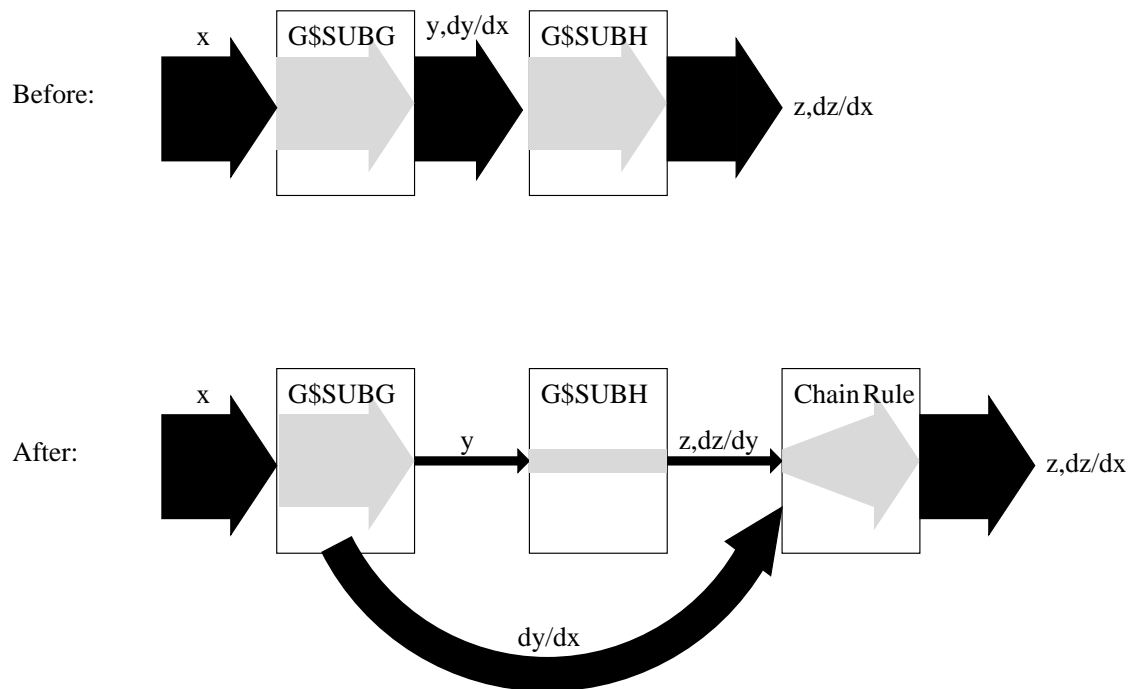 x
G$SUBG
y,dy/dx
G$SUBH
Before:
z,dz/dx
x
G$SUBG
G$SUBH
Chain Rule
After:
y
z,dz/dy
z,dz/dx
dy/dx